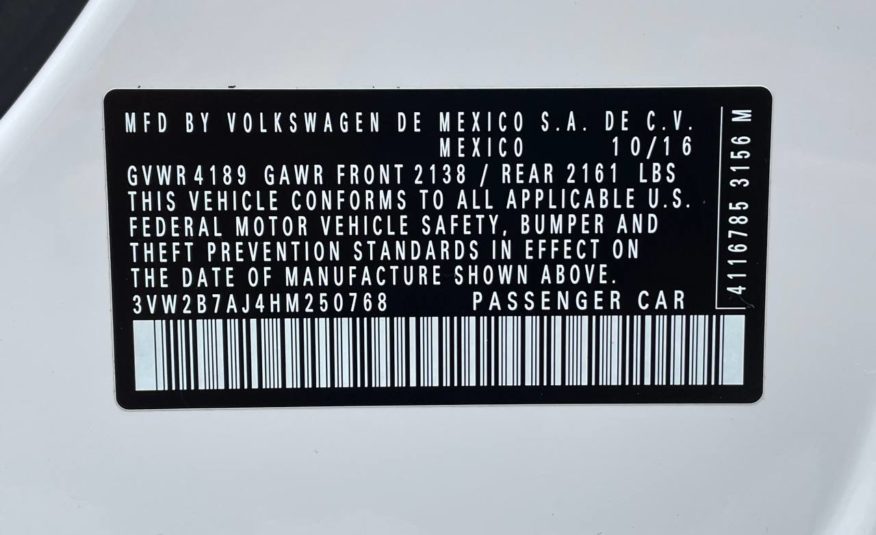 MFD BY VOLKSWAGEN DE MEXICO S.A. DE C.V.
MEXICO 10/16
GVWR 4189 GAWR FRONT 2138 / REAR 2161 LBS
THIS VEHICLE CONFORMS TO ALL APPLICABLE U.S.
FEDERAL MOTOR VEHICLE SAFETY, BUMPER AND
THEFT PREVENTION STANDARDS IN EFFECT ON
THE DATE OF MANUFACTURE SHOWN ABOVE.
3VW2B7AJ4HM250768 PASSENGER CAR
41116785 3156 M